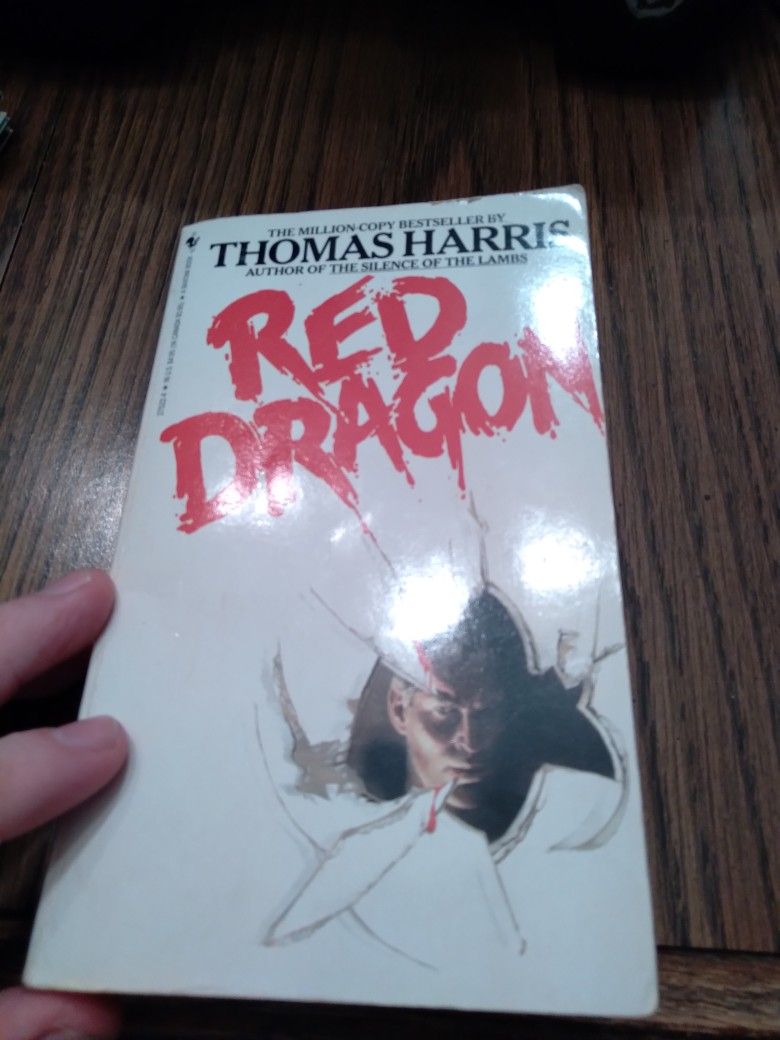 THE MILLION-COPY BESTSELLER BY
THOMAS HARRIS
AUTHOR OF THE SILENCE OF THE LAMBS
RED
DRAGON